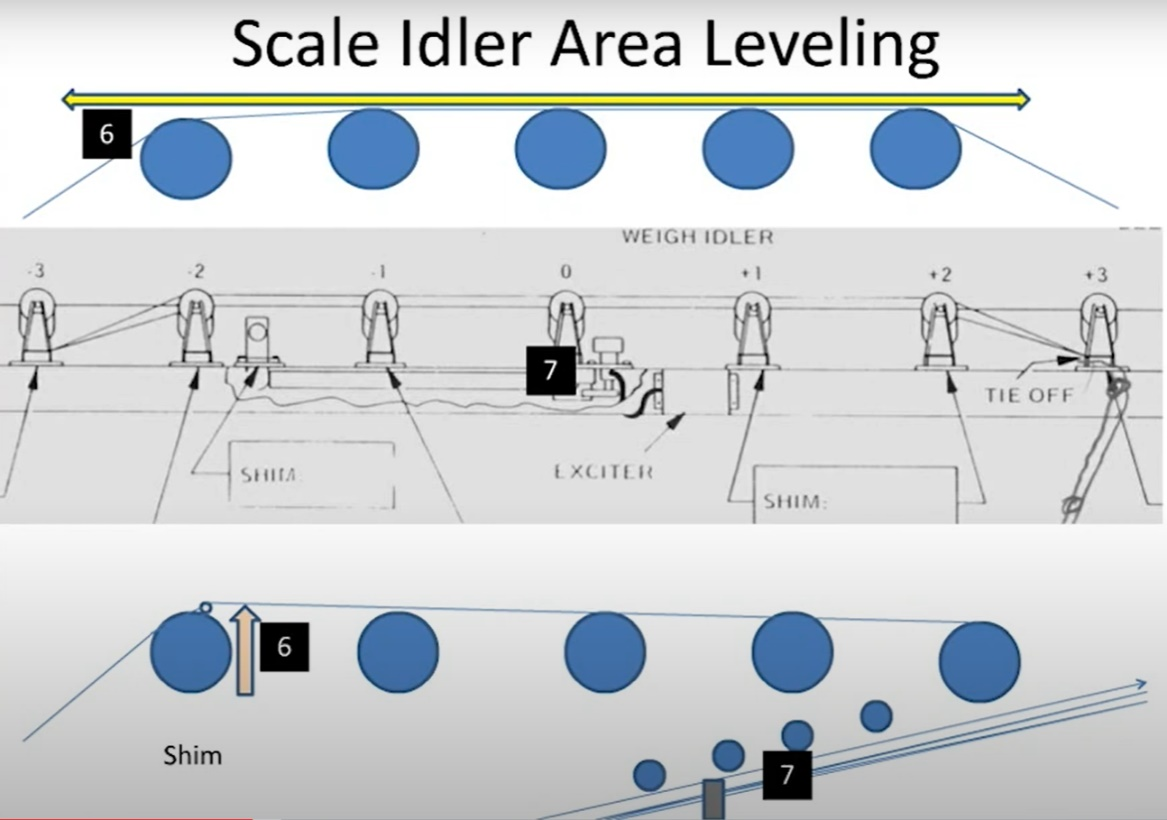 Scale Idler Area Leveling
6
WEIGH IDLER
-3 -2 -1 0 +1 +2 +3
7
TIE OFF
EXCITER
SHIM:
SHIM:
6
Shim
7